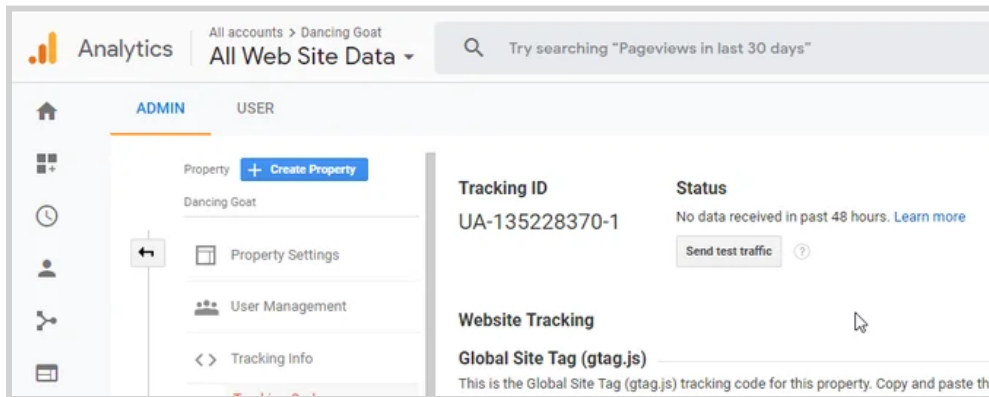 Analytics
All accounts > Dancing Goat
All Web Site Data
Try searching "Pageviews in last 30 days"
ADMIN
USER
Property
+ Create Property
Dancing Goat
Property Settings
User Management
<> Tracking Info
Tracking ID
UA-135228370-1
Status
No data received in past 48 hours. Learn more
Send test traffic
?
Website Tracking
Global Site Tag (gtag.js)
This is the Global Site Tag (gtag.js) tracking code for this property. Copy and paste th